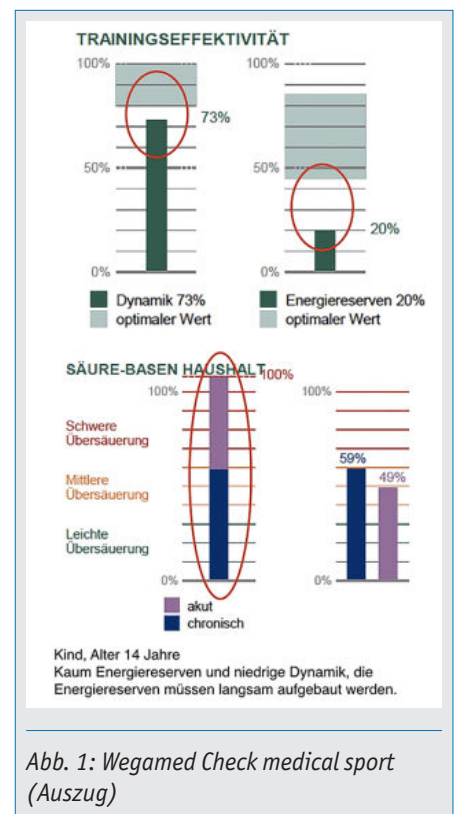 TRAININGSEFFEKTIVITÄT
100%
73%
50%
0%
Dynamik 73%
optimaler Wert
100%
50%
20%
0%
Energiereserven 20%
optimaler Wert
SÄURE-BASEN HAUSHALT
100%
100%
Schwere
Übersäuerung
Mittlere
Übersäuerung
Leichte
Übersäuerung
0%
akut
chronisch
100%
59%
49%
0%
Kind, Alter 14 Jahre
Kaum Energiereserven und niedrige Dynamik, die
Energiereserven müssen langsam aufgebaut werden.
Abb. 1: Wegamed Check medical sport
(Auszug)